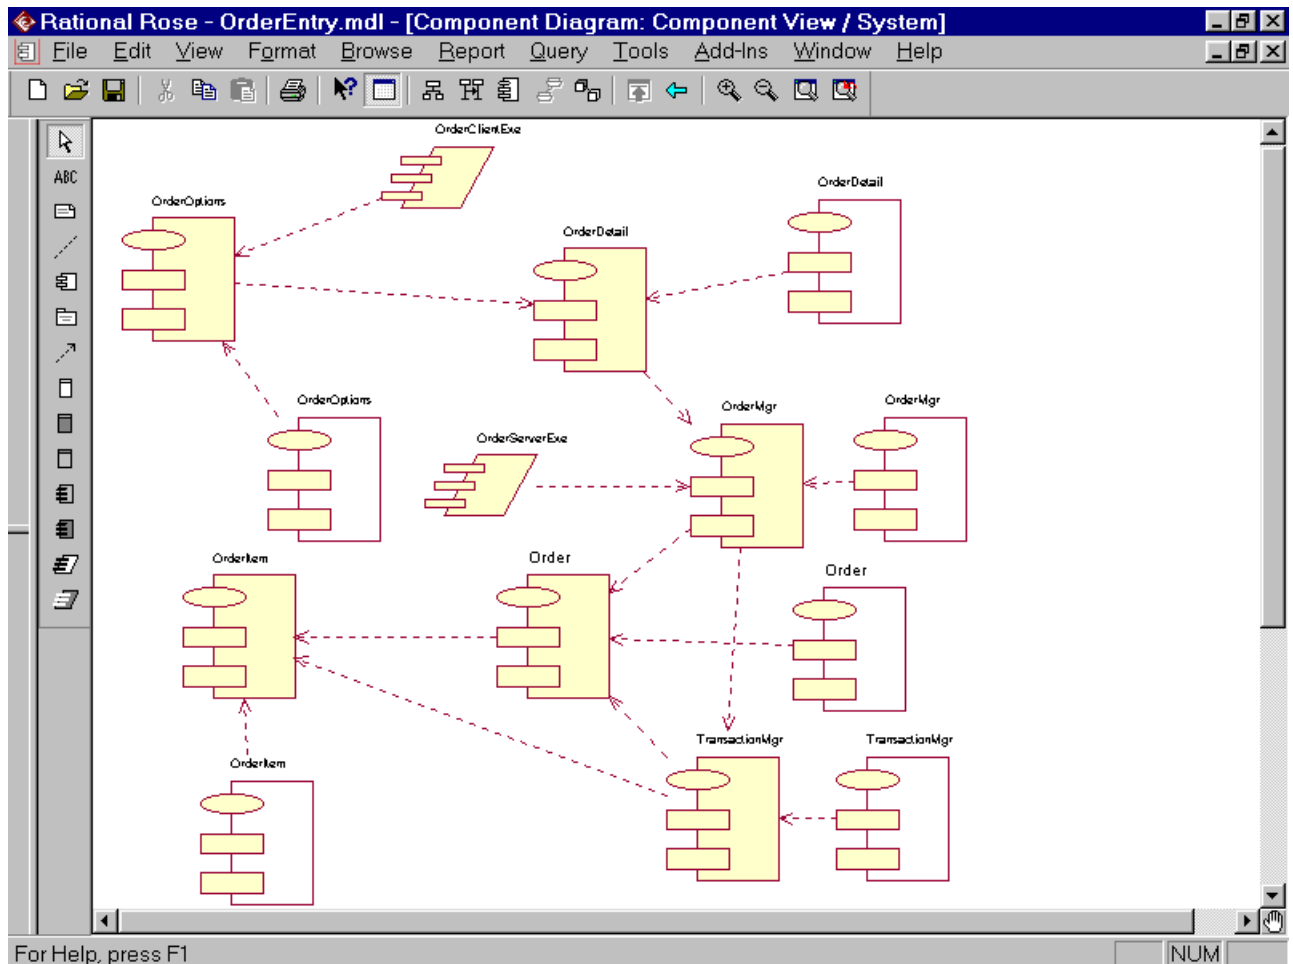 Rational Rose - OrderEntry.mdl - [Component Diagram: Component View / System]
File Edit View Format Browse Report Query Tools Add-Ins Window Help
ABC
OrderClientExe
OrderDetail
OrderOptions
OrderDetail
OrderOptions
OrderMgr
OrderMgr
OrderServerExe
OrderItem
Order
Order
TransactionMgr
TransactionMgr
OrderItem
For Help, press F1
NUM